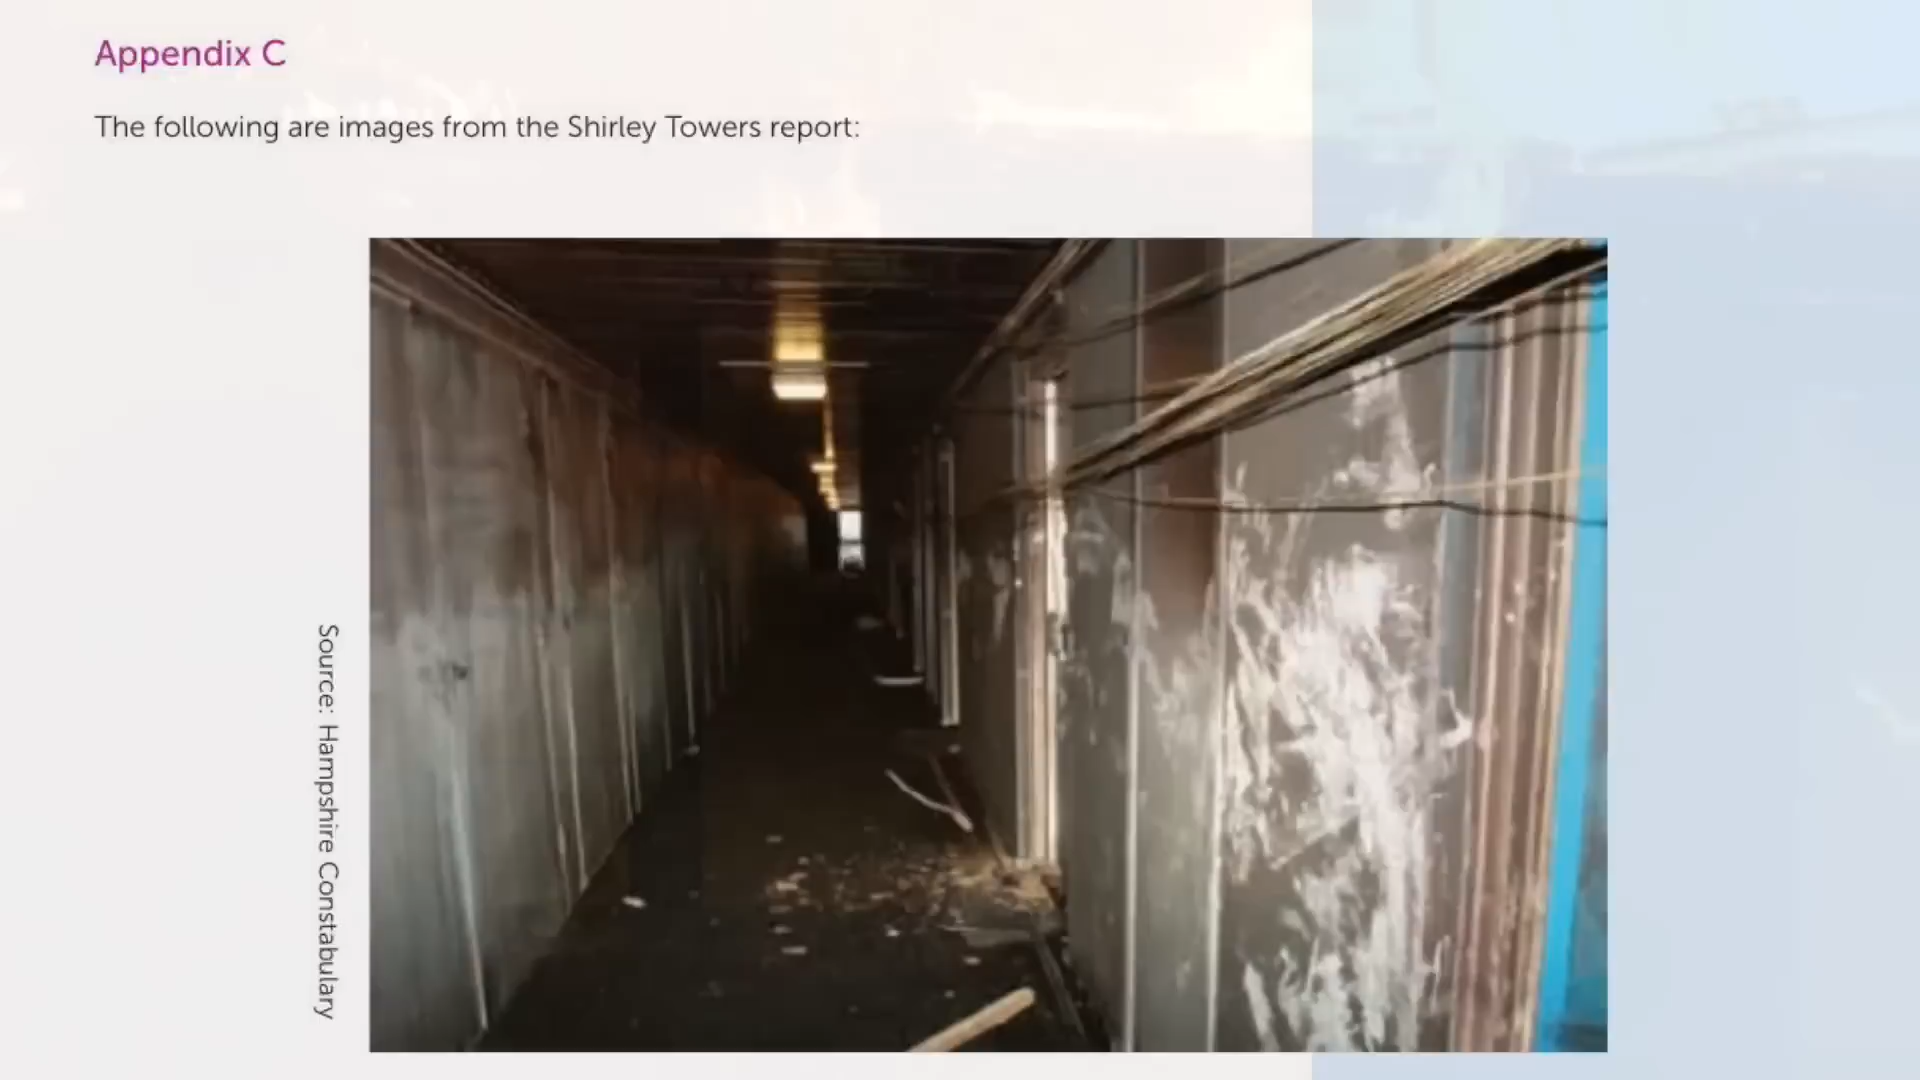 Appendix C
The following are images from the Shirley Towers report:
Source: Hampshire Constabulary